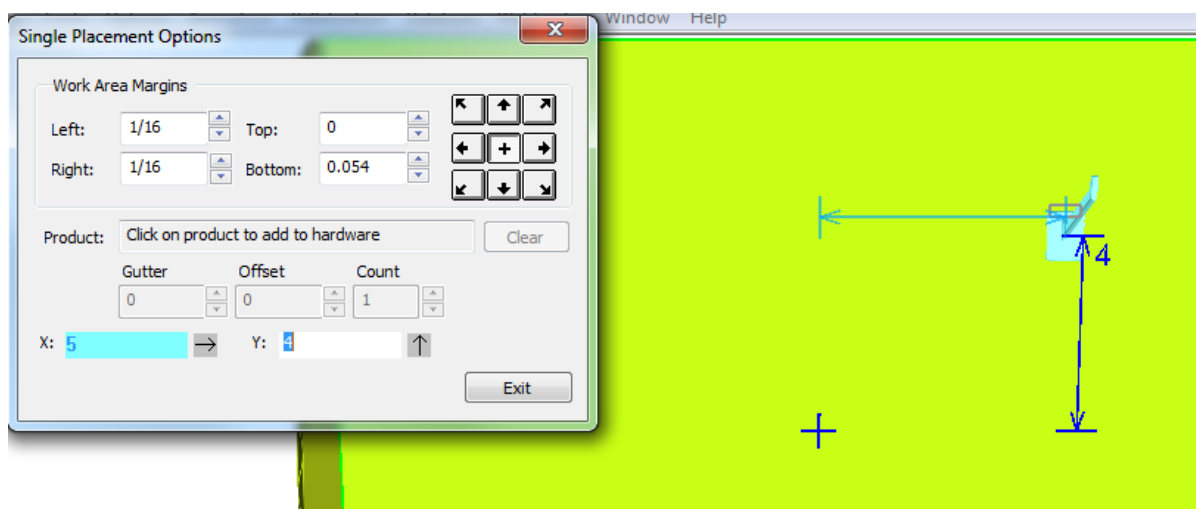 Window Help
Single Placement Options
Work Area Margins
Left: 1/16 Top: 0
Right: 1/16 Bottom: 0.054
Product: Click on product to add to hardware Clear
Gutter Offset Count
0 0 1
X: 5 Y: 4
Exit
4